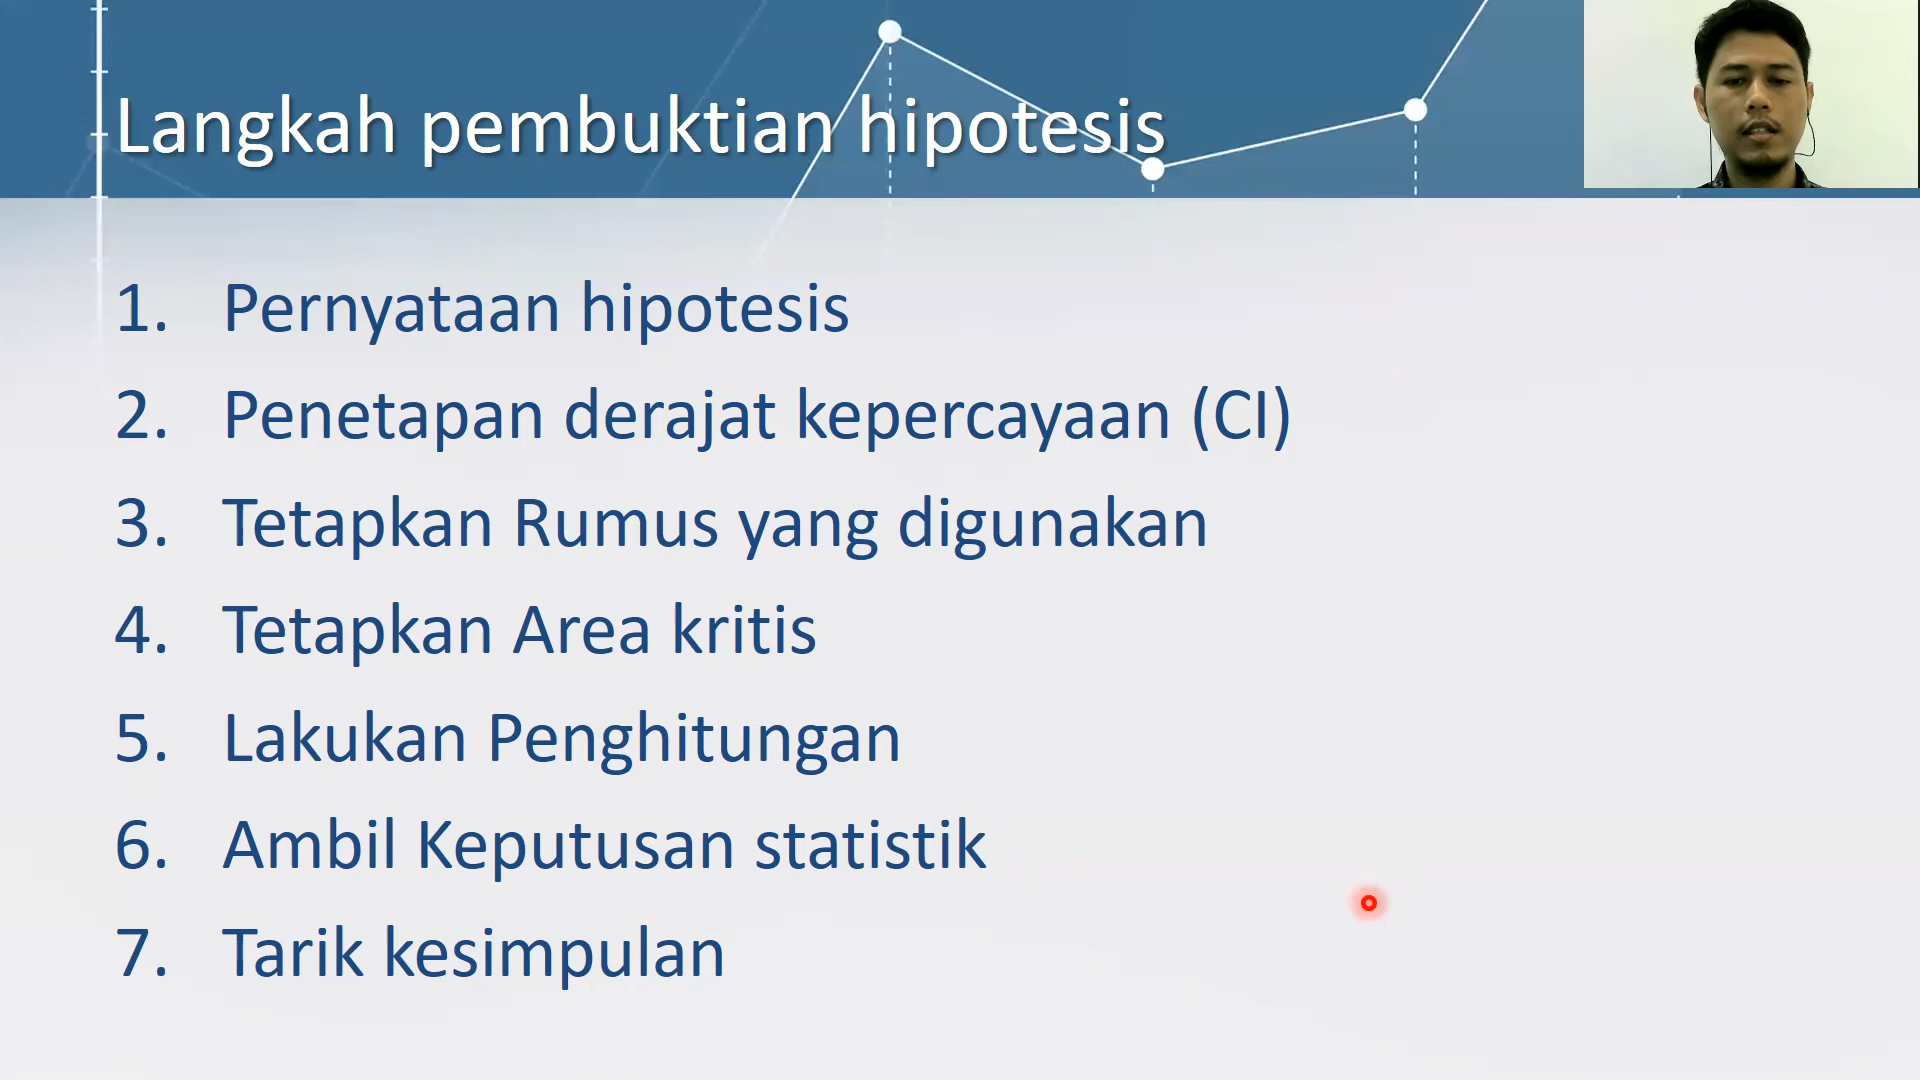 Langkah pembuktian hipotesis
1. Pernyataan hipotesis
2. Penetapan derajat kepercayaan (CI)
3. Tetapkan Rumus yang digunakan
4. Tetapkan Area kritis
5. Lakukan Penghitungan
6. Ambil Keputusan statistik
7. Tarik kesimpulan